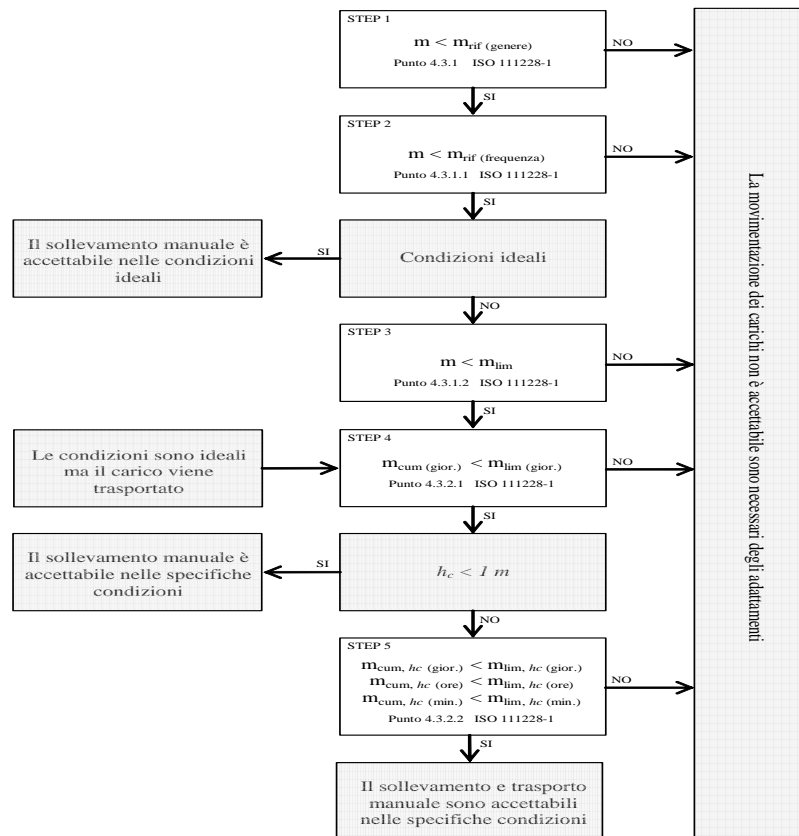 STEP 1
m < mrif (genere)
Punto 4.3.1 ISO 111228-1
NO
SI
STEP 2
m < mrif (frequenza)
Punto 4.3.1.1 ISO 111228-1
NO
SI
Il sollevamento manuale è
accettabile nelle condizioni
ideali
SI
Condizioni ideali
NO
STEP 3
m < mlim
Punto 4.3.1.2 ISO 111228-1
NO
SI
Le condizioni sono ideali
ma il carico viene
trasportato
STEP 4
mcum (gior.) < mlim (gior.)
Punto 4.3.2.1 ISO 111228-1
NO
SI
Il sollevamento manuale è
accettabile nelle specifiche
condizioni
SI
hc < 1 m
NO
STEP 5
mcum, hc (gior.) < mlim, hc (gior.)
mcum, hc (ore) < mlim, hc (ore)
mcum, hc (min.) < mlim, hc (min.)
Punto 4.3.2.2 ISO 111228-1
NO
SI
Il sollevamento e trasporto
manuale sono accettabili
nelle specifiche condizioni
La movimentazione dei carichi non è accettabile sono necessari degli adattamenti